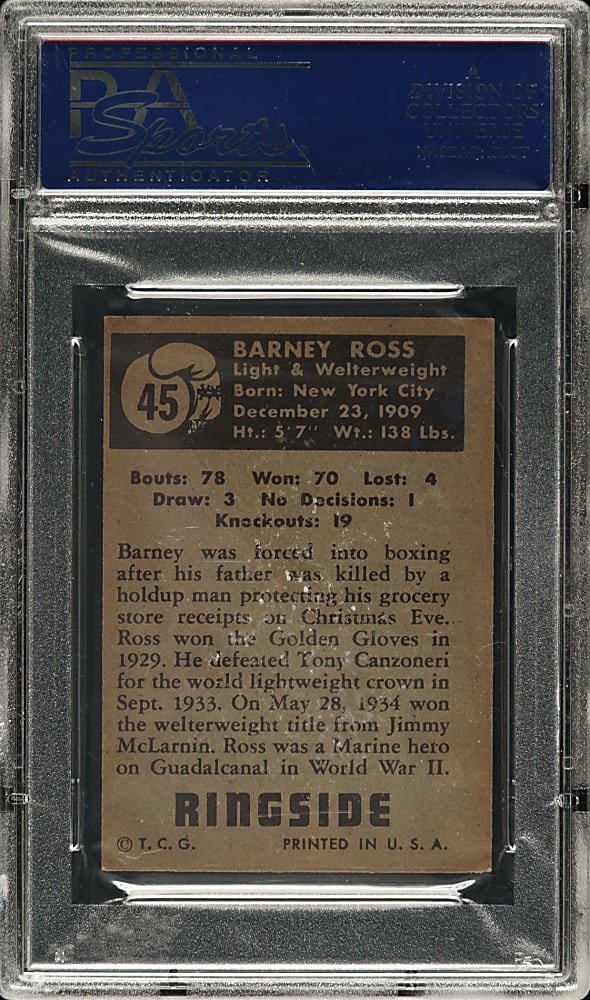 PROFESSIONAL
PSA
Sports
AUTHENTICATOR
A
DIVISION OF
COLLECTORS
UNIVERSE
NASDAQ: CLCT
45
BARNEY ROSS
Light & Welterweight
Born: New York City
December 23, 1909
Ht.: 5'7" Wt.: 138 Lbs.
Bouts: 78 Won: 70 Lost: 4
Draw: 3 No Decisions: 1
Knockouts: 19
Barney was forced into boxing
after his father was killed by a
holdup man protecting his grocery
store receipts on Christmas Eve.
Ross won the Golden Gloves in
1929. He defeated Tony Canzoneri
for the world lightweight crown in
Sept. 1933. On May 28, 1934 won
the welterweight title from Jimmy
McLarnin. Ross was a Marine hero
on Guadalcanal in World War II.
RINGSIDE
© T. C. G. PRINTED IN U. S. A.